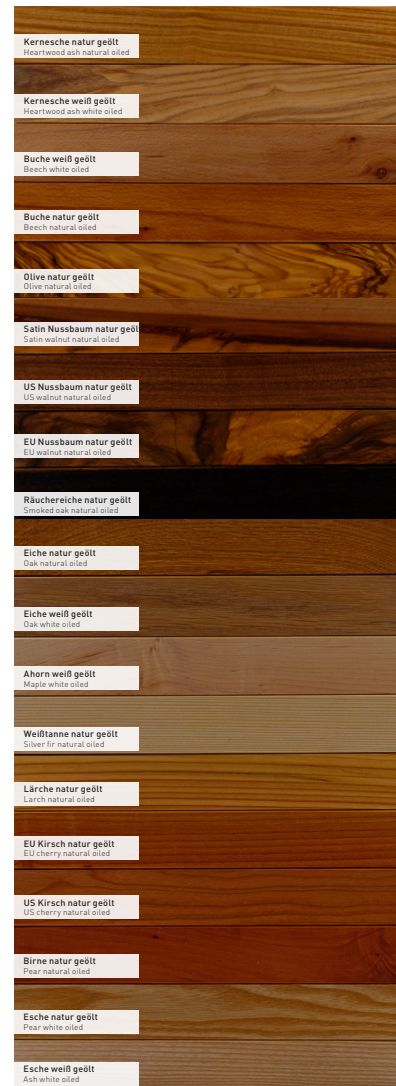 Kernesche natur geölt
Heartwood ash natural oiled
Kernesche weiß geölt
Heartwood ash white oiled
Buche weiß geölt
Beech white oiled
Buche natur geölt
Beech natural oiled
Olive natur geölt
Olive natural oiled
Satin Nussbaum natur geöl
Satin walnut natural oiled
US Nussbaum natur geölt
US walnut natural oiled
EU Nussbaum natur geölt
EU walnut natural oiled
Räuchereiche natur geölt
Smoked oak natural oiled
Eiche natur geölt
Oak natural oiled
Eiche weiß geölt
Oak white oiled
Ahorn weiß geölt
Maple white oiled
Weißtanne natur geölt
Silver fir natural oiled
Lärche natur geölt
Larch natural oiled
EU Kirsch natur geölt
EU cherry natural oiled
US Kirsch natur geölt
US cherry natural oiled
Birne natur geölt
Pear natural oiled
Esche natur geölt
Pear white oiled
Esche weiß geölt
Ash white oiled